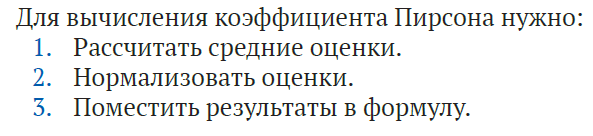 Для вычисления коэффициента Пирсона нужно:
1. Рассчитать средние оценки.
2. Нормализовать оценки.
3. Поместить результаты в формулу.